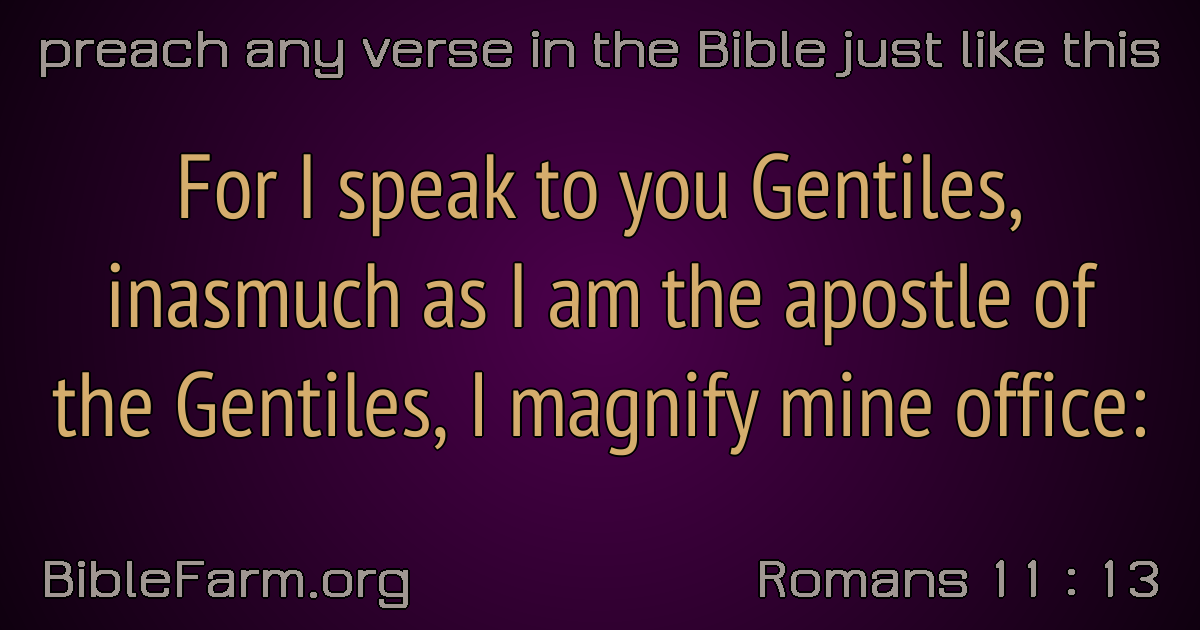 preach any verse in the Bible just like this
For I speak to you Gentiles,
inasmuch as I am the apostle of
the Gentiles, I magnify mine office:
BibleFarm.org
Romans 11 : 13